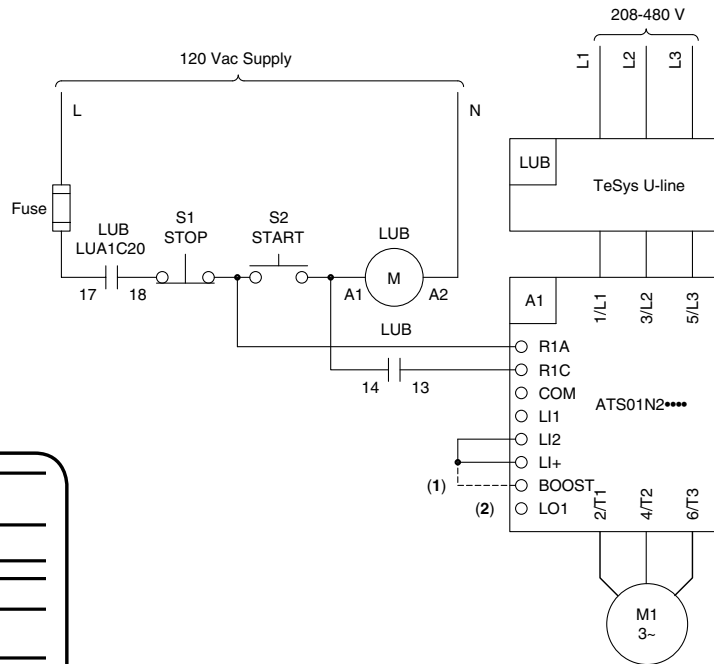 208-480 V
120 Vac Supply
L1
L2
L3
L
N
LUB
TeSys U-line
Fuse
LUB
LUA1C20
S1
STOP
S2
START
LUB
M
17
18
A1
A2
A1
1/L1
3/L2
5/L3
LUB
R1A
14
13
R1C
COM
ATS01N2••••
LI1
LI2
LI+
(1)
BOOST
(2)
LO1
2/T1
4/T2
6/T3
M1
3~